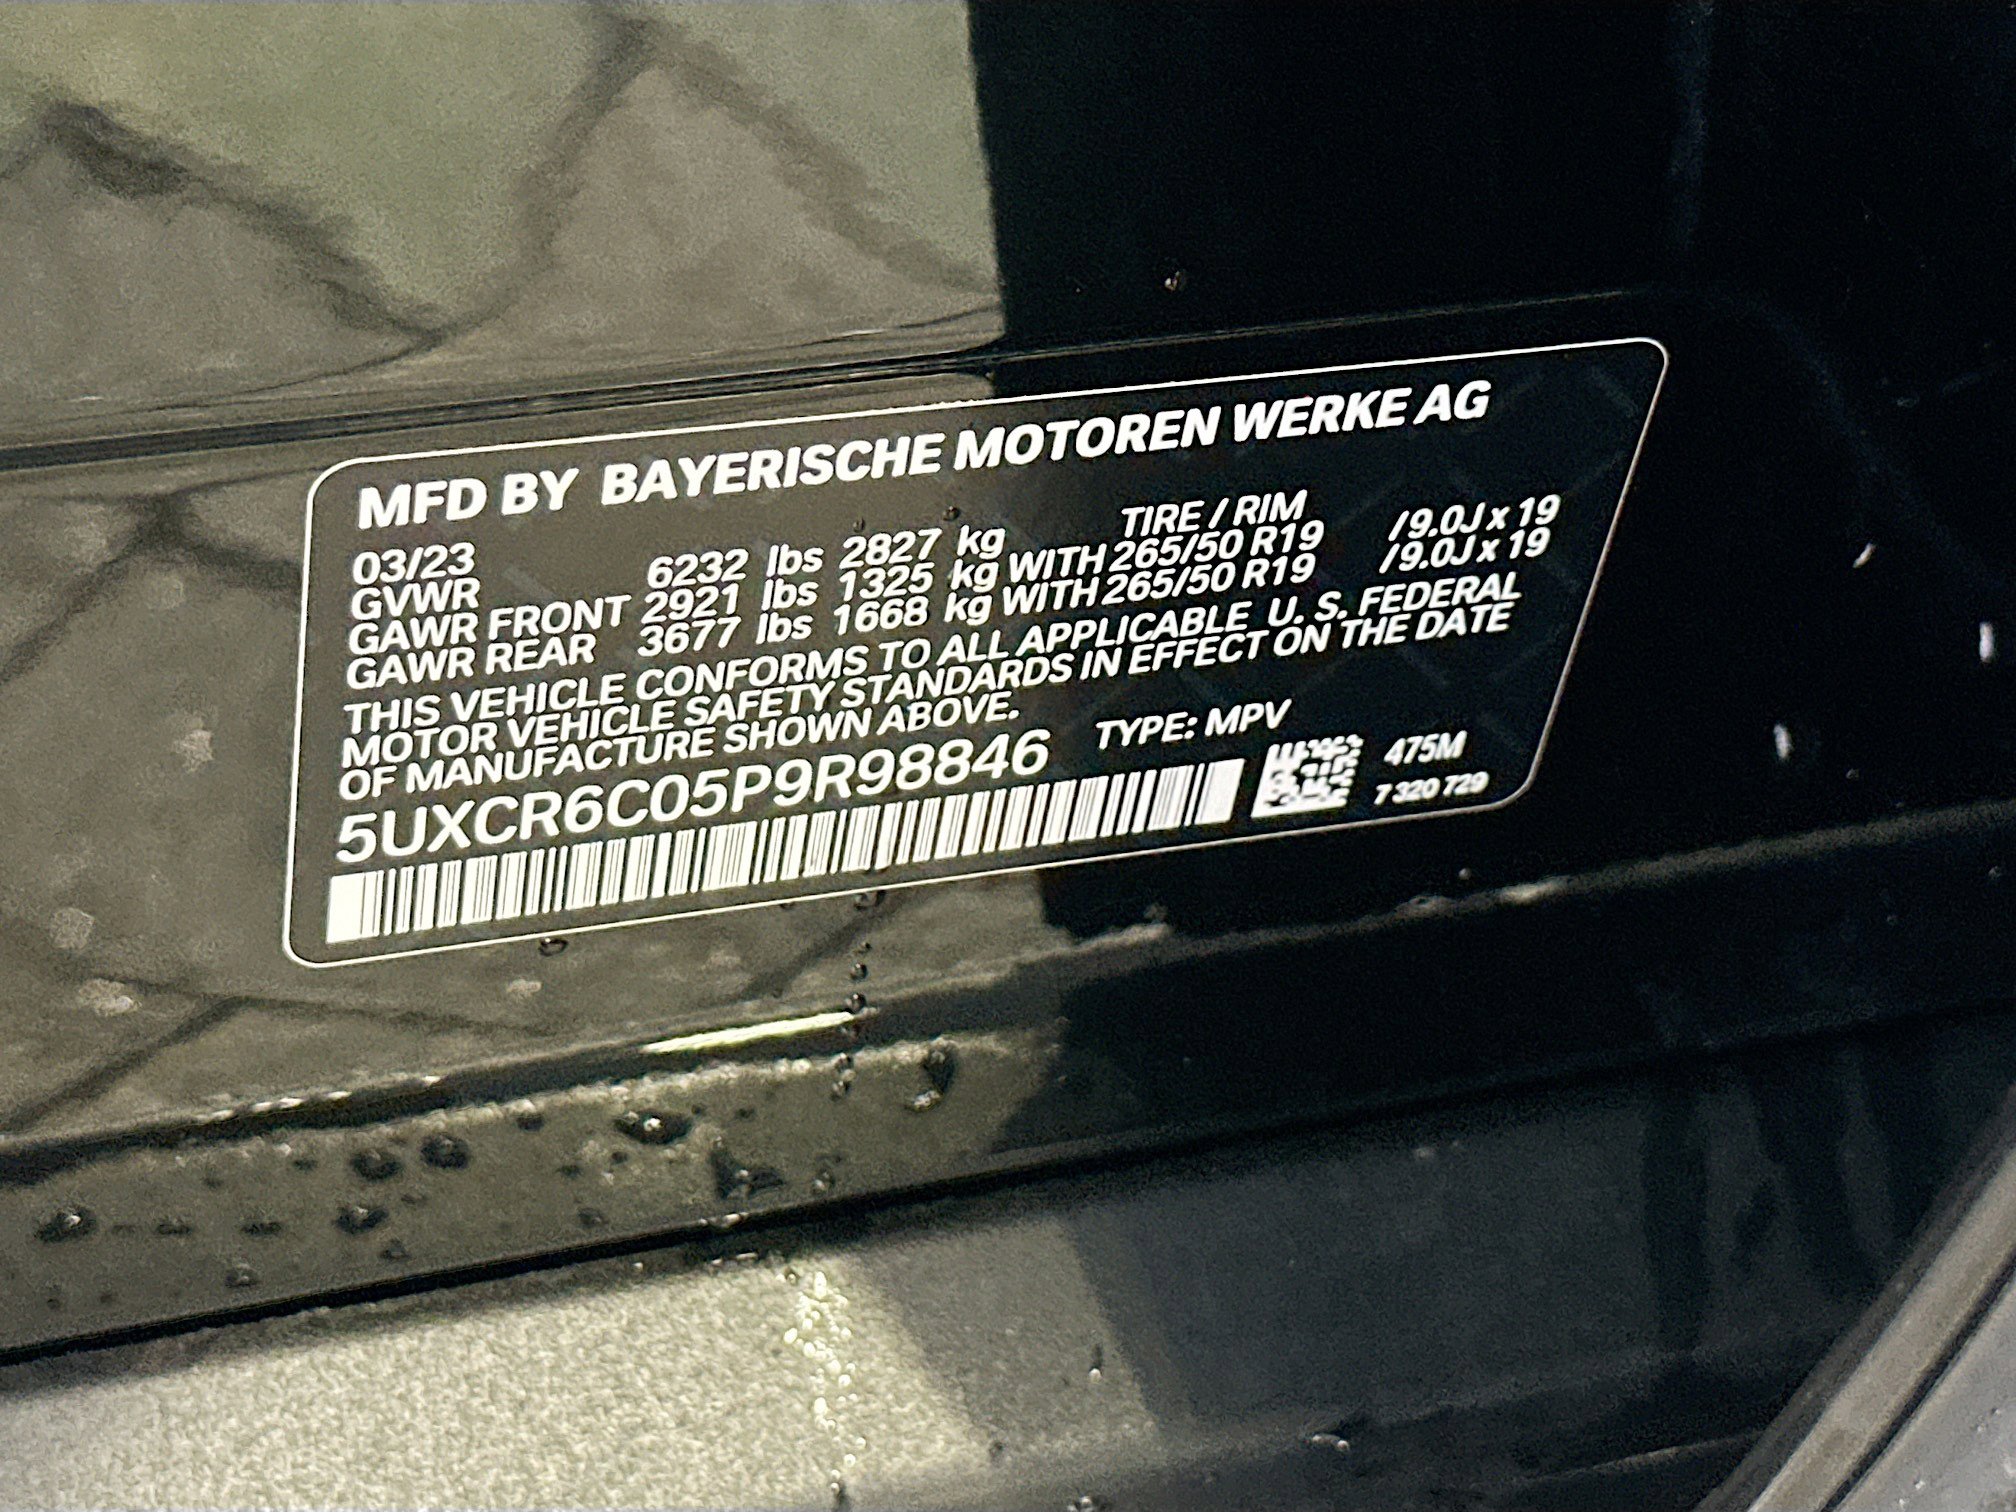 MFD BY BAYERISCHE MOTOREN WERKE AG
03/23 TIRE / RIM
GVWR 6232 lbs 2827 kg
GAWR FRONT 2921 lbs 1325 kg WITH 265/50 R19 /9.0J x 19
GAWR REAR 3677 lbs 1668 kg WITH 265/50 R19 /9.0J x 19
THIS VEHICLE CONFORMS TO ALL APPLICABLE U. S. FEDERAL
MOTOR VEHICLE SAFETY STANDARDS IN EFFECT ON THE DATE
OF MANUFACTURE SHOWN ABOVE.
5UXCR6C05P9R98846 TYPE: MPV
475M
7 320 729